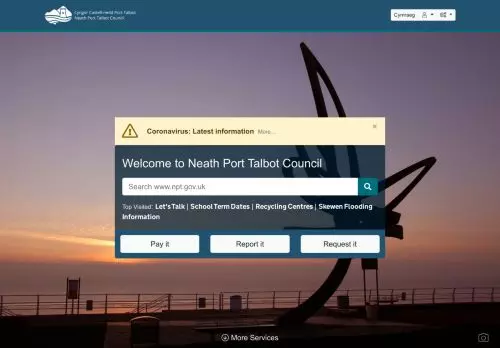 Cyngor Castell-nedd Port Talbot
Neath Port Talbot Council
Cymraeg
Coronavirus: Latest information More...
×
Welcome to Neath Port Talbot Council
Search www.npt.gov.uk
Top Visited: Let's Talk | School Term Dates | Recycling Centres | Skewen Flooding
Information
Pay it Report it Request it
More Services